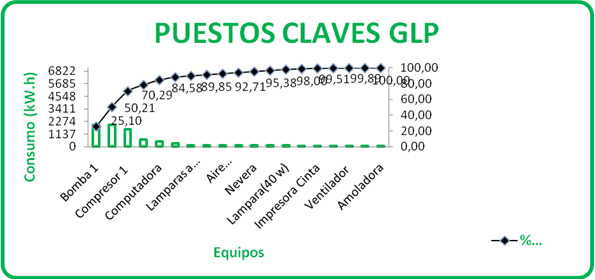 PUESTOS CLAVES GLP
Consumo (kW.h)
6822
5685
4548
3411
2274
1137
0
100,00
80,00
60,00
40,00
20,00
0,00
25,10
50,21
70,29
84,58
89,85
92,71
95,38
98,00
99,51
99,89
100,00
Bomba 1
Compresor 1
Computadora
Lamparas a...
Aire...
Nevera
Lampara(40 w)
Impresora Cinta
Ventilador
Amoladora
Equipos
%...